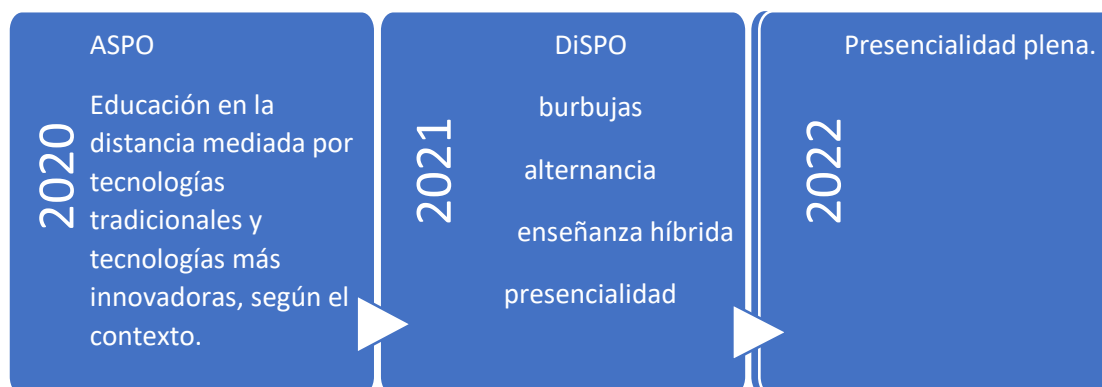 2020
ASPO
Educación en la
distancia mediada por
tecnologías
tradicionales y
tecnologías más
innovadoras, según el
contexto.
2021
DiSPO
burbujas
alternancia
enseñanza híbrida
presencialidad
2022
Presencialidad plena.